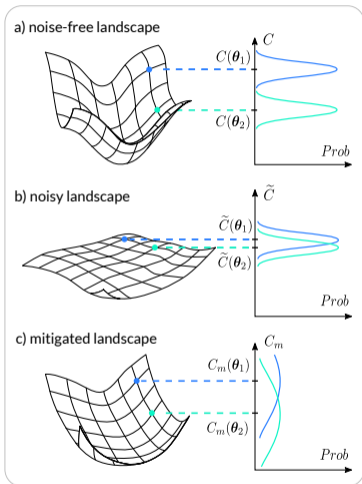 a) noise-free landscape
C
C(θ₁)
C(θ₂)
Prob
b) noisy landscape
C̃
C̃(θ₁)
C̃(θ₂)
Prob
c) mitigated landscape
Cₘ
Cₘ(θ₁)
Cₘ(θ₂)
Prob